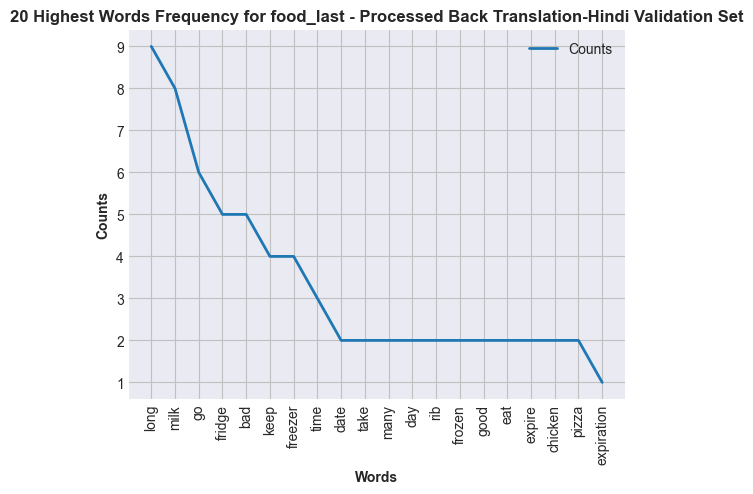 20 Highest Words Frequency for food_last - Processed Back Translation-Hindi Validation Set
Counts
9
8
7
6
5
4
3
2
1
Counts
long
milk
go
fridge
bad
keep
freezer
time
date
take
many
day
rib
frozen
good
eat
expire
chicken
pizza
expiration
Words